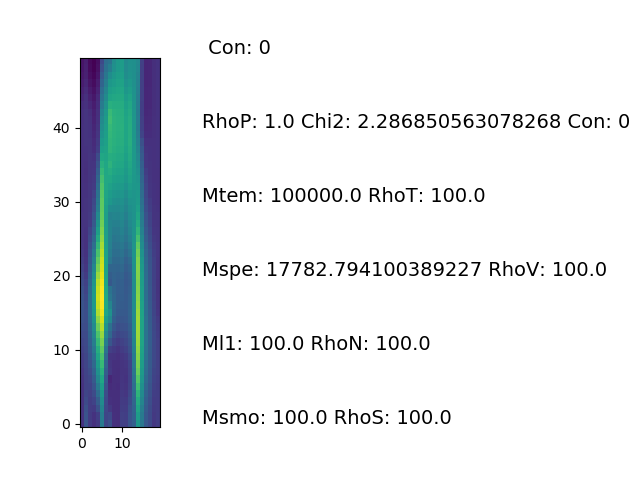 Con: 0
RhoP: 1.0 Chi2: 2.286850563078268 Con: 0
40
Mtem: 100000.0 RhoT: 100.0
30
Mspe: 17782.794100389227 RhoV: 100.0
20
Ml1: 100.0 RhoN: 100.0
10
Msmo: 100.0 RhoS: 100.0
0
0 10